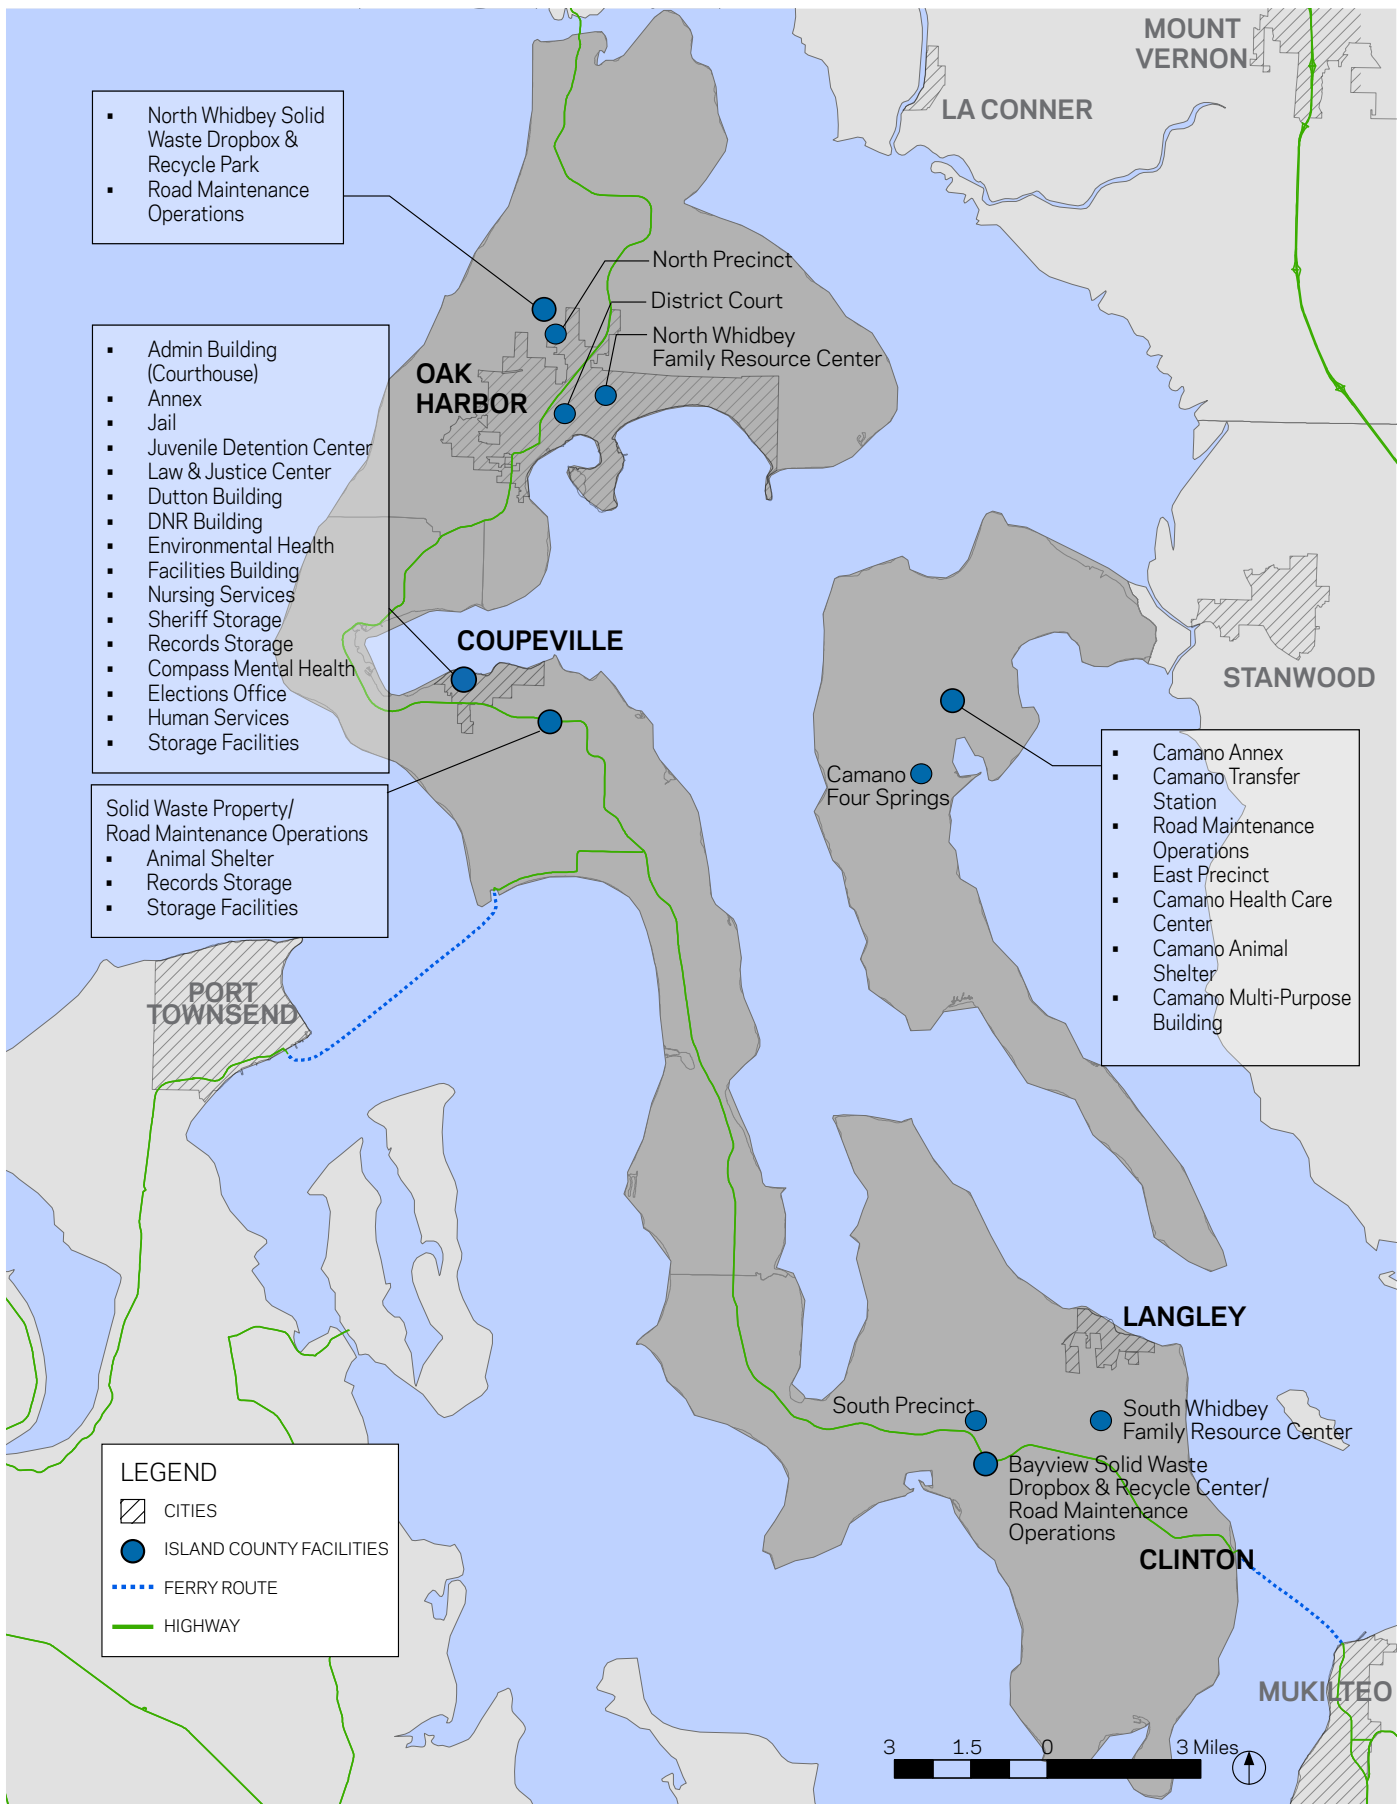 MOUNT
VERNON
LA CONNER
▪ North Whidbey Solid
Waste Dropbox &
Recycle Park
▪ Road Maintenance
Operations
North Precinct
District Court
North Whidbey
Family Resource Center
OAK
HARBOR
▪ Admin Building
(Courthouse)
▪ Annex
▪ Jail
▪ Juvenile Detention Center
▪ Law & Justice Center
▪ Dutton Building
▪ DNR Building
▪ Environmental Health
▪ Facilities Building
▪ Nursing Services
▪ Sheriff Storage
▪ Records Storage
▪ Compass Mental Health
▪ Elections Office
▪ Human Services
▪ Storage Facilities
COUPEVILLE
STANWOOD
Camano
Four Springs
▪ Camano Annex
▪ Camano Transfer
Station
▪ Road Maintenance
Operations
▪ East Precinct
▪ Camano Health Care
Center
▪ Camano Animal
Shelter
▪ Camano Multi-Purpose
Building
Solid Waste Property/
Road Maintenance Operations
▪ Animal Shelter
▪ Records Storage
▪ Storage Facilities
PORT
TOWNSEND
LANGLEY
South Precinct
South Whidbey
Family Resource Center
Bayview Solid Waste
Dropbox & Recycle Center/
Road Maintenance
Operations
CLINTON
LEGEND
CITIES
ISLAND COUNTY FACILITIES
FERRY ROUTE
HIGHWAY
MUKILTEO
3 1.5 0 3 Miles